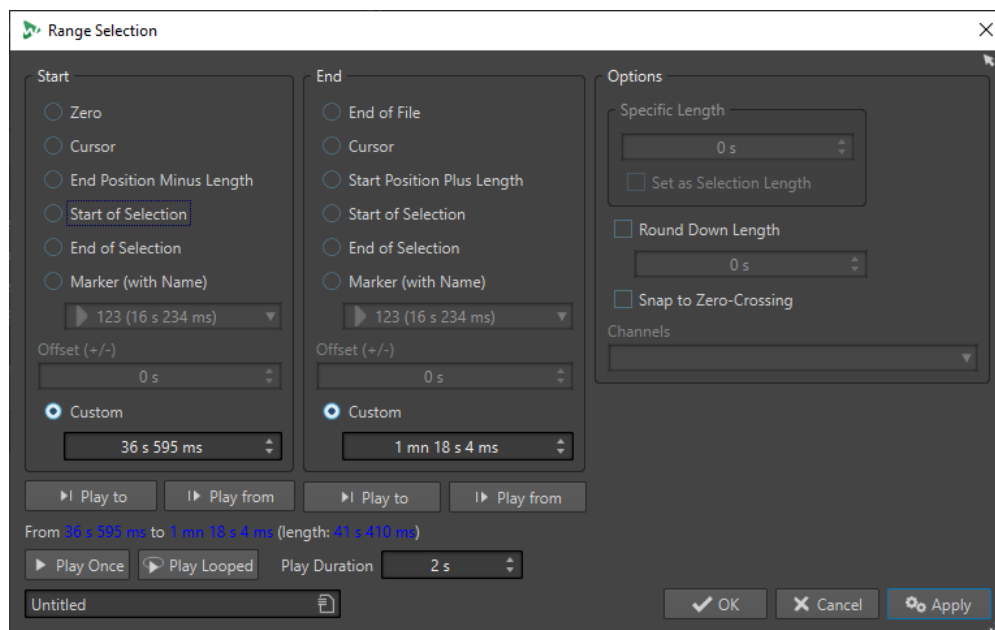 Range Selection
Start
Zero
Cursor
End Position Minus Length
Start of Selection
End of Selection
Marker (with Name)
123 (16 s 234 ms)
Offset (+/-)
0 s
Custom
36 s 595 ms
Play to
Play from
End
End of File
Cursor
Start Position Plus Length
Start of Selection
End of Selection
Marker (with Name)
123 (16 s 234 ms)
0 s
Custom
1 mn 18 s 4 ms
Play to
Play from
Options
Specific Length
0 s
Set as Selection Length
Round Down Length
0 s
Snap to Zero-Crossing
Channels
From 36 s 595 ms to 1 mn 18 s 4 ms (length: 41 s 410 ms)
Play Once
Play Looped
Play Duration
2 s
Untitled
OK
Cancel
Apply